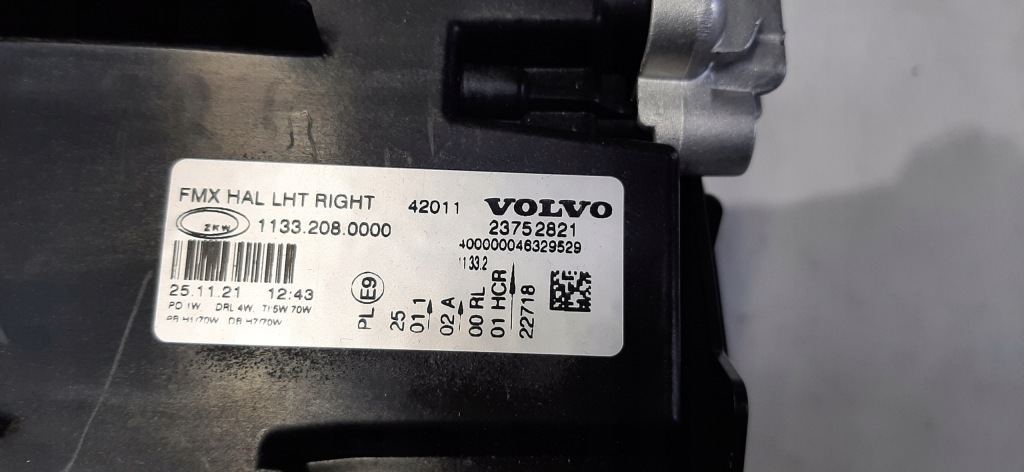 FMX HAL LHT RIGHT 42011 VOLVO
ZKW 1133.208.0000 23752821
400000046329529
1133.2
25.11.21 12:43
PO 1W DRL 4W, TI 5W 70W
PB H1/70W DB H7/70W
PL E9
25
01 1
02 A
00 RL
01 HCR
22718